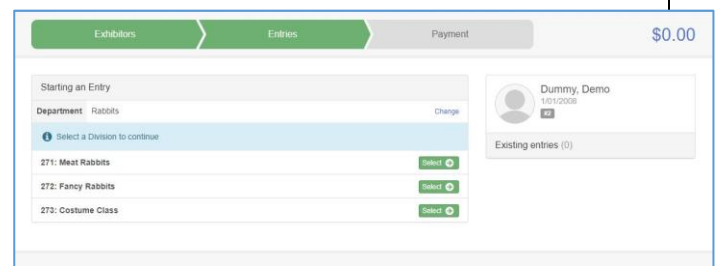 Exhibitors Entries Payment $0.00
Starting an Entry
Department Rabbits Change
Select a Division to continue
271: Meat Rabbits Select
272: Fancy Rabbits Select
273: Costume Class Select
Dummy, Demo
1/01/2008
Existing entries (0)